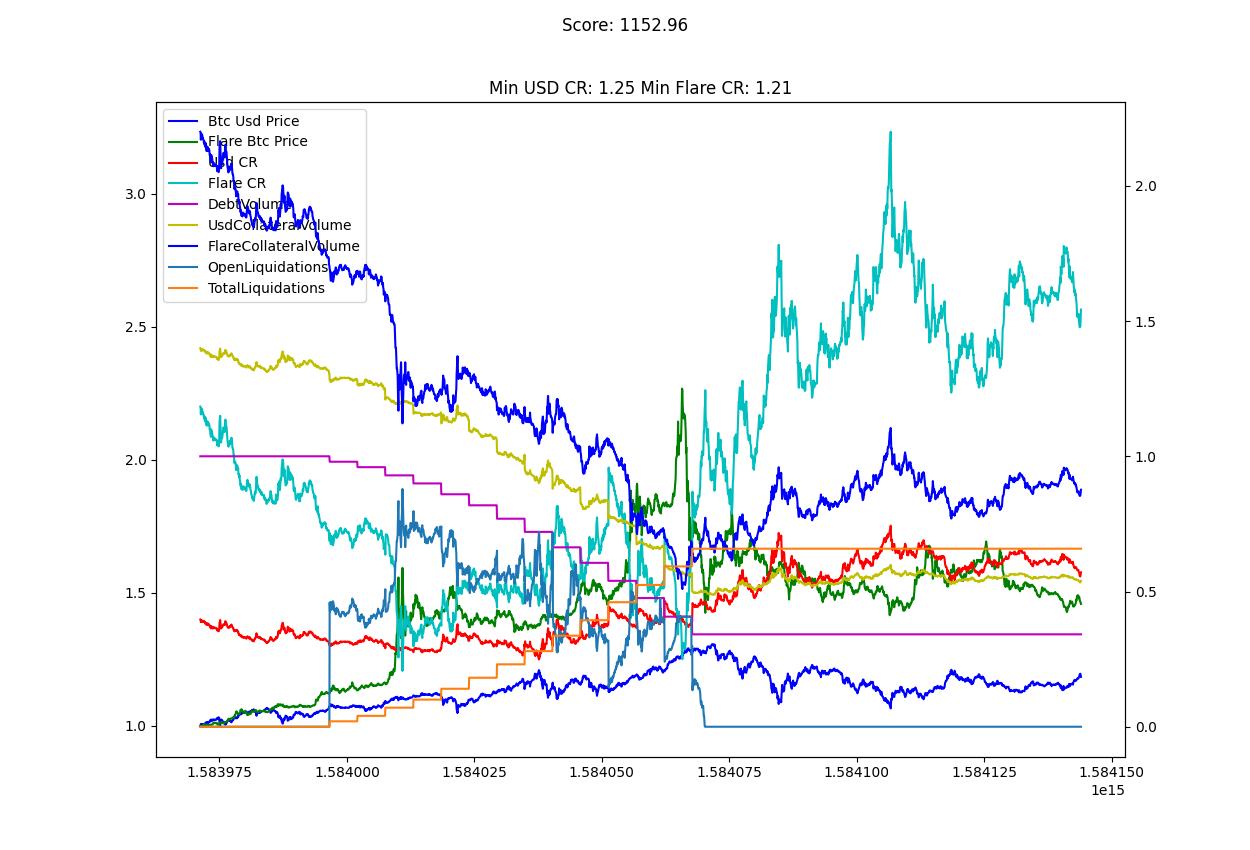 Score: 1152.96
Min USD CR: 1.25 Min Flare CR: 1.21
Btc Usd Price
Flare Btc Price
Usd CR
Flare CR
DebtVolume
UsdCollateralVolume
FlareCollateralVolume
OpenLiquidations
TotalLiquidations
3.0
2.5
2.0
1.5
1.0
2.0
1.5
1.0
0.5
0.0
1.583975 1.584000 1.584025 1.584050 1.584075 1.584100 1.584125 1.584150
1e15